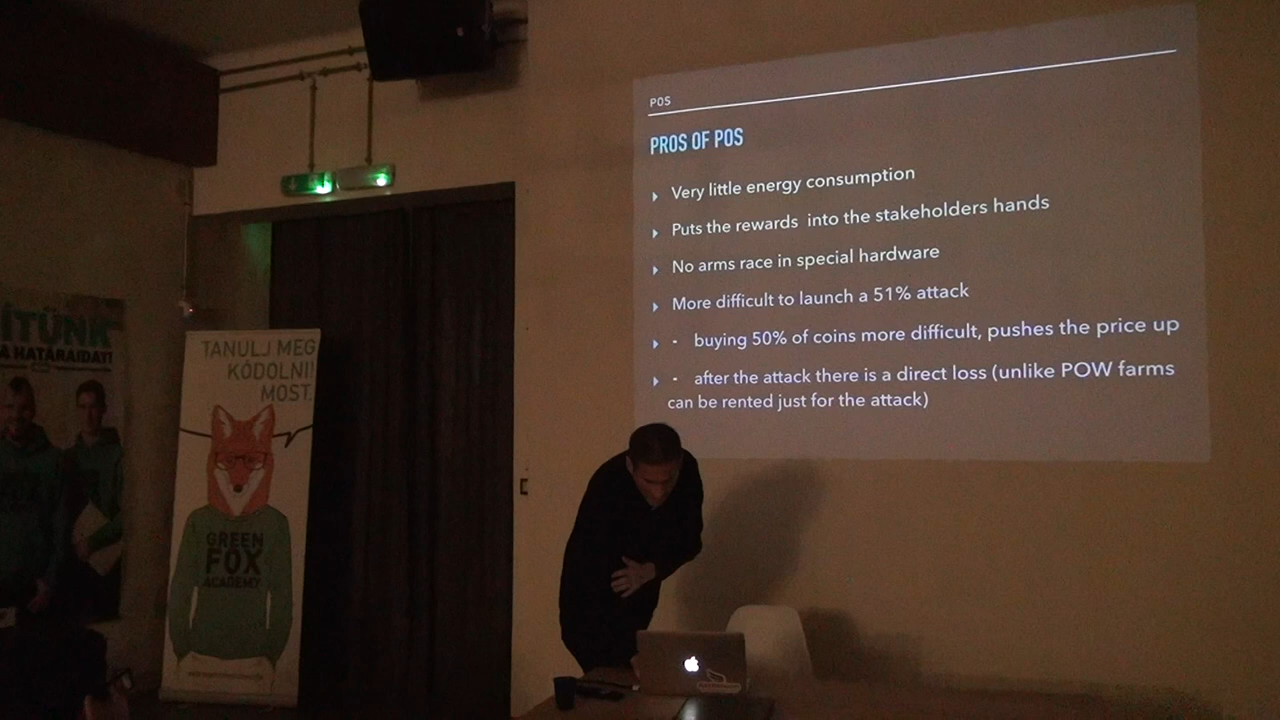 POS
PROS OF POS
Very little energy consumption
Puts the rewards into the stakeholders hands
No arms race in special hardware
More difficult to launch a 51% attack
- buying 50% of coins more difficult, pushes the price up
- after the attack there is a direct loss (unlike POW farms
can be rented just for the attack)
ÍTÜNK
A HATÁRAIDAT!
TANULJ MEG
KÓDOLNI!
MOST.
GREEN
FOX
ACADEMY
FOX